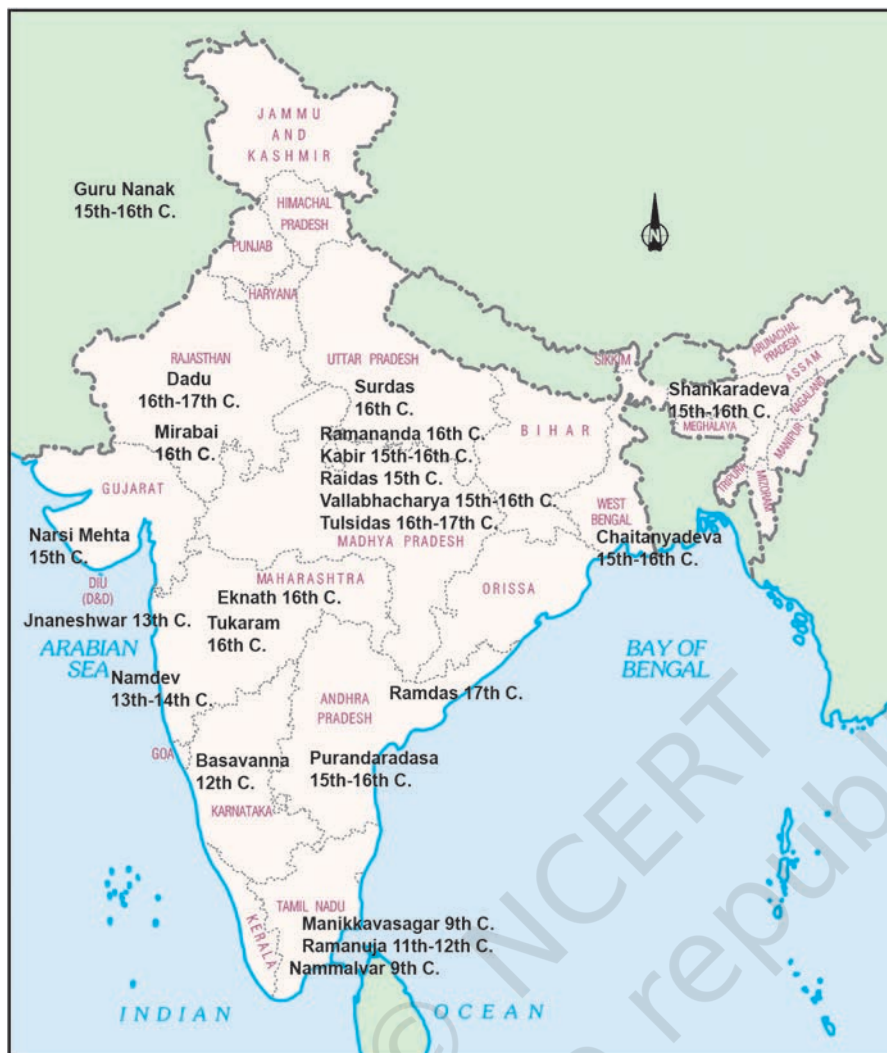 JAMMU
AND
KASHMIR
Guru Nanak
15th-16th C.
HIMACHAL
PRADESH
N
PUNJAB
HARYANA
RAJASTHAN
Dadu
16th-17th C.
Mirabai
16th C.
UTTAR PRADESH
Surdas
16th C.
Ramananda 16th C.
Kabir 15th-16th C.
Raidas 15th C.
Vallabhacharya 15th-16th C.
Tulsidas 16th-17th C.
MADHYA PRADESH
BIHAR
SIKKIM
ARUNACHAL
PRADESH
ASSAM
NAGALAND
Shankaradeva
15th-16th C.
MEGHALAYA
MANIPUR
TRIPURA
MIZORAM
WEST
BENGAL
Chaitanyadeva
15th-16th C.
GUJARAT
Narsi Mehta
15th C.
DIU
(D&D)
Jnaneshwar 13th C.
ARABIAN
SEA
MAHARASHTRA
Eknath 16th C.
Tukaram
16th C.
Namdev
13th-14th C.
ORISSA
BAY OF
BENGAL
Ramdas 17th C.
ANDHRA
PRADESH
GOA
Basavanna
12th C.
Purandaradasa
15th-16th C.
KARNATAKA
TAMIL NADU
KERALA
Manikkavasagar 9th C.
Ramanuja 11th-12th C.
Nammalvar 9th C.
INDIAN OCEAN
© NCERT
republ